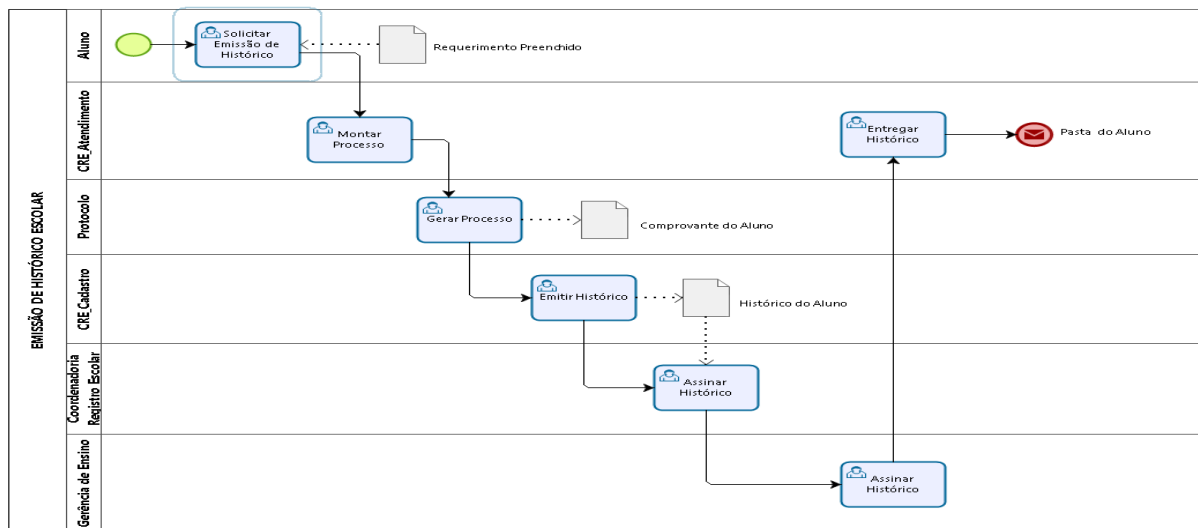 EMISSÃO DE HISTÓRICO ESCOLAR
Aluno
Solicitar
Emissão de
Histórico
Requerimento Preenchido
CRE_Atendimento
Montar
Processo
Entregar
Histórico
Pasta do Aluno
Protocolo
Gerar Processo
Comprovante do Aluno
CRE_Cadastro
Emitir Histórico
Histórico do Aluno
Coordenadoria
Registro Escolar
Assinar
Histórico
Gerência de Ensino
Assinar
Histórico